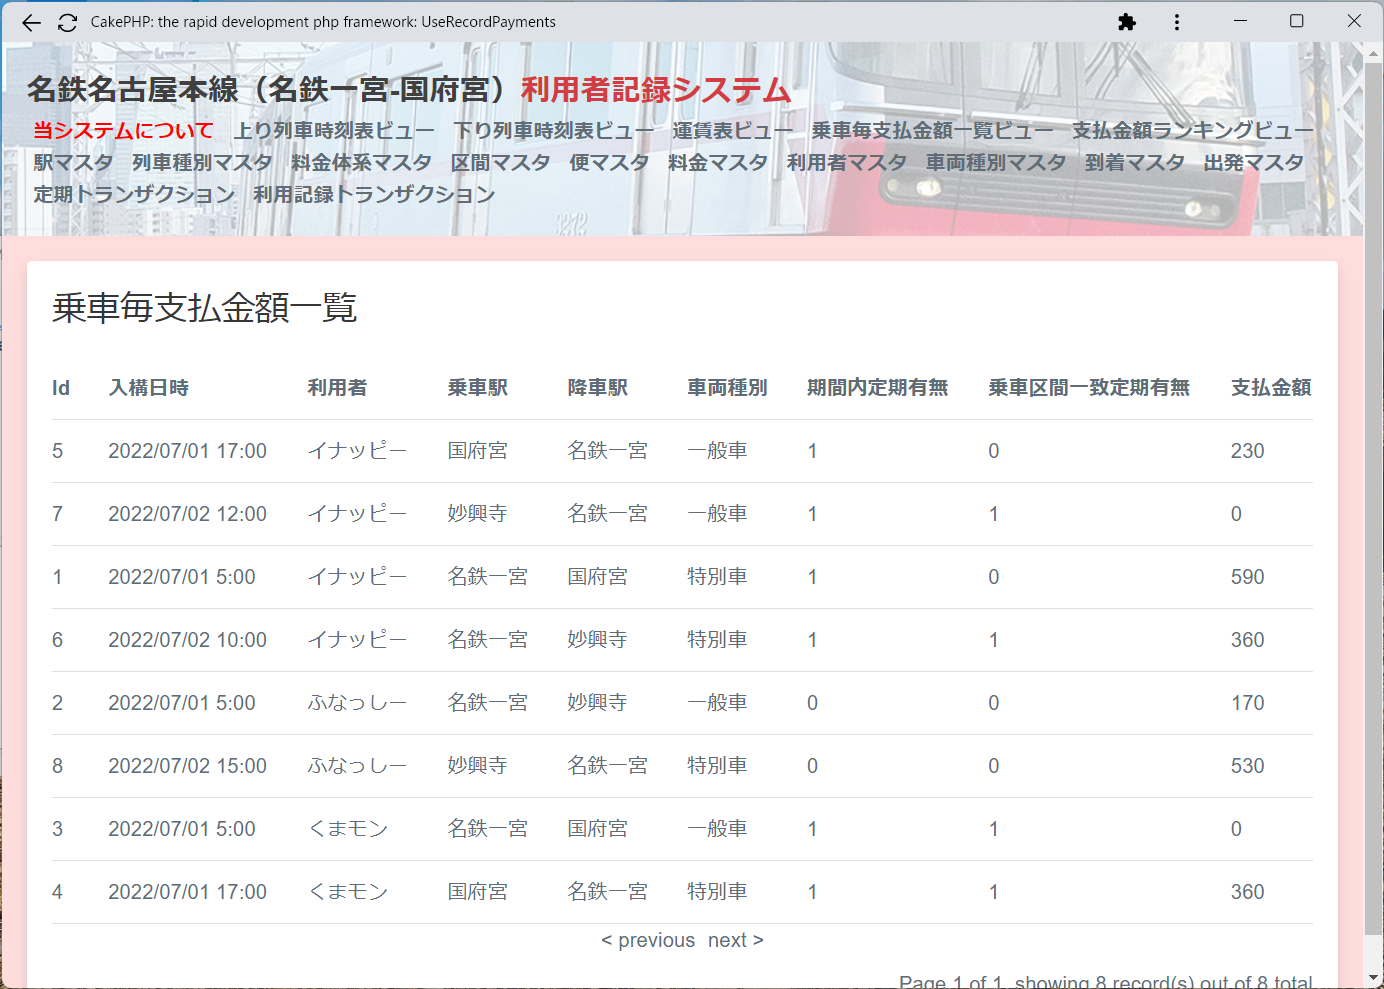 CakePHP: the rapid development php framework: UseRecordPayments
名鉄名古屋本線（名鉄一宮-国府宮）利用者記録システム
当システムについて 上り列車時刻表ビュー 下り列車時刻表ビュー 運賃表ビュー 乗車毎支払金額一覧ビュー 支払金額ランキングビュー
駅マスタ 列車種別マスタ 料金体系マスタ 区間マスタ 便マスタ 料金マスタ 利用者マスタ 車両種別マスタ 到着マスタ 出発マスタ
定期トランザクション 利用記録トランザクション
乗車毎支払金額一覧
Id 入構日時 利用者 乗車駅 降車駅 車両種別 期間内定期有無 乗車区間一致定期有無 支払金額
5 2022/07/01 17:00 イナッピー 国府宮 名鉄一宮 一般車 1 0 230
7 2022/07/02 12:00 イナッピー 妙興寺 名鉄一宮 一般車 1 1 0
1 2022/07/01 5:00 イナッピー 名鉄一宮 国府宮 特別車 1 0 590
6 2022/07/02 10:00 イナッピー 名鉄一宮 妙興寺 特別車 1 1 360
2 2022/07/01 5:00 ふなっしー 名鉄一宮 妙興寺 一般車 0 0 170
8 2022/07/02 15:00 ふなっしー 妙興寺 名鉄一宮 特別車 0 0 530
3 2022/07/01 5:00 くまモン 名鉄一宮 国府宮 一般車 1 1 0
4 2022/07/01 17:00 くまモン 国府宮 名鉄一宮 特別車 1 1 360
< previous next >
Page 1 of 1, showing 8 record(s) out of 8 total